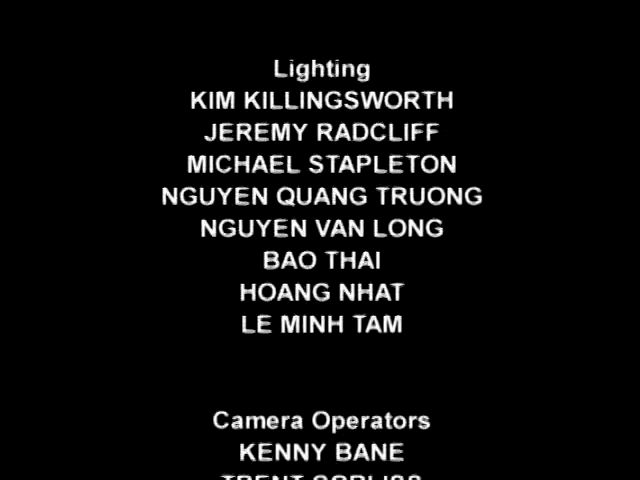 Lighting
KIM KILLINGSWORTH
JEREMY RADCLIFF
MICHAEL STAPLETON
NGUYEN QUANG TRUONG
NGUYEN VAN LONG
BAO THAI
HOANG NHAT
LE MINH TAM
Camera Operators
KENNY BANE
TRENT